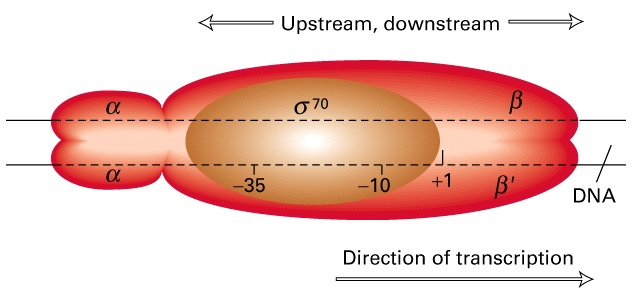 Upstream, downstream
α
σ70
β
α
−35
−10
+1
β'
DNA
Direction of transcription